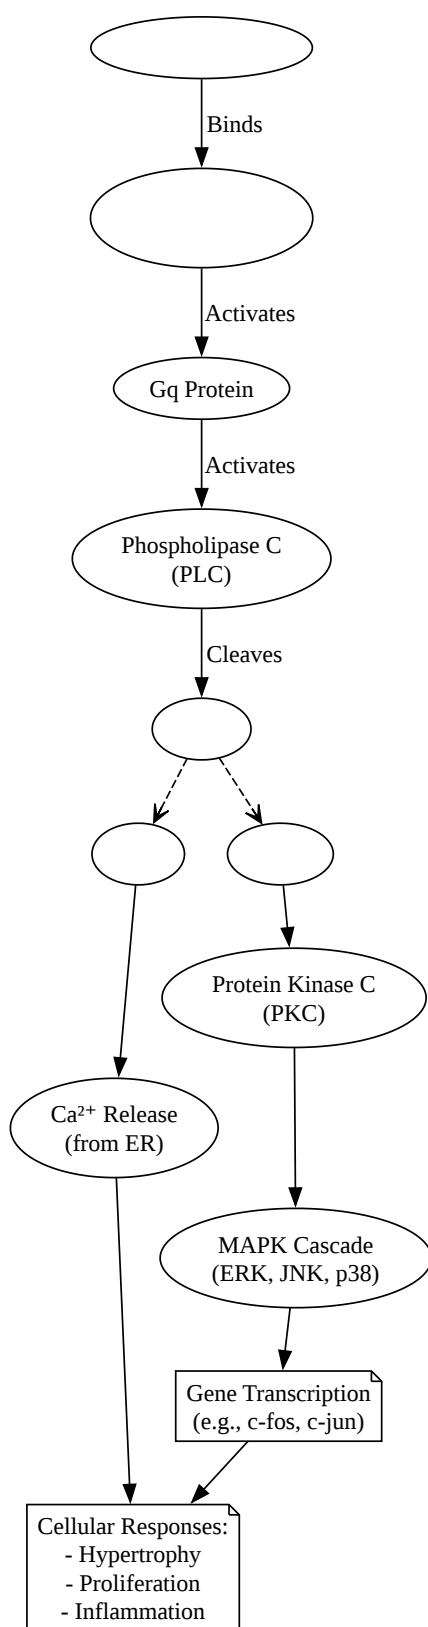 Binds
Activates
Gq Protein
Activates
Phospholipase C
(PLC)
Cleaves
Protein Kinase C
(PKC)
Ca²⁺ Release
(from ER)
MAPK Cascade
(ERK, JNK, p38)
Gene Transcription
(e.g., c-fos, c-jun)
Cellular Responses:
- Hypertrophy
- Proliferation
- Inflammation